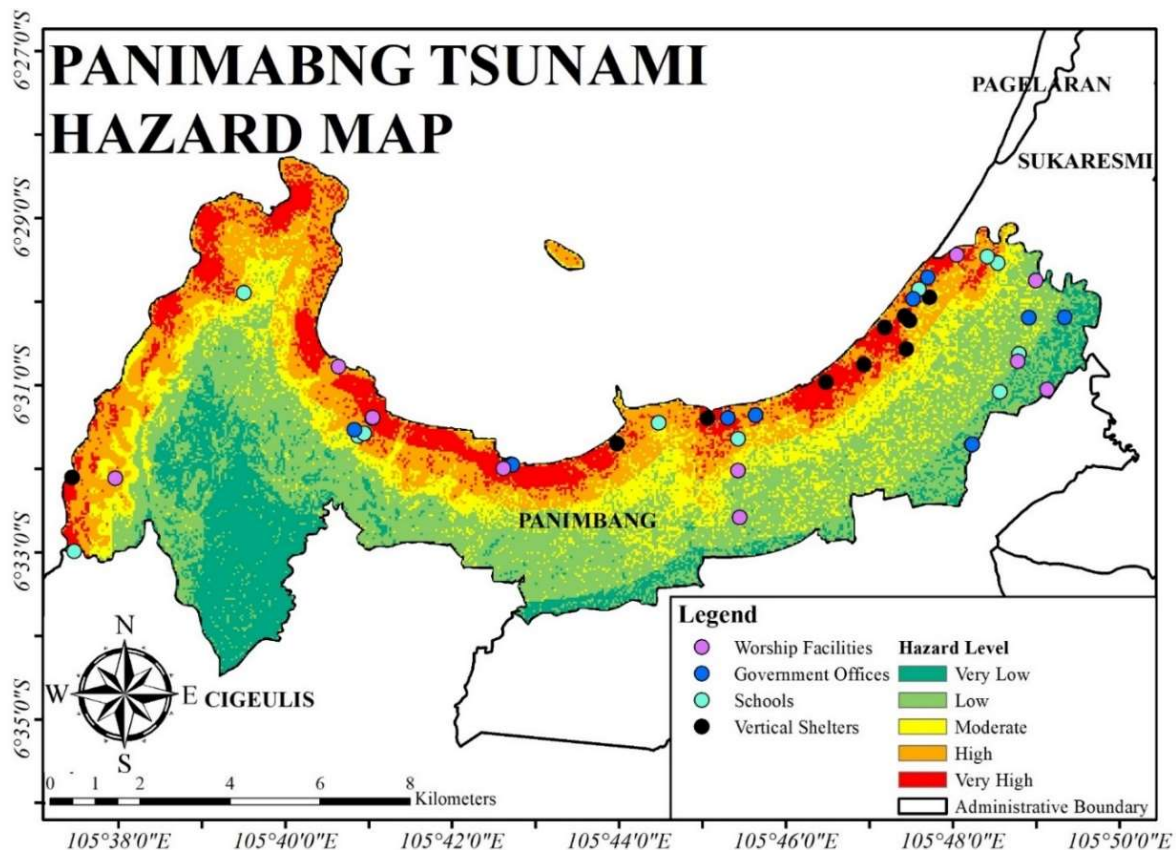 PANIMABNG TSUNAMI
HAZARD MAP
PAGELARAN
SUKARESMI
PANIMBANG
CIGEULIS
N
W
E
S
0 1 2 4 6 8
Kilometers
Legend
Worship Facilities
Government Offices
Schools
Vertical Shelters
Hazard Level
Very Low
Low
Moderate
High
Very High
Administrative Boundary
6°27'0"S
6°29'0"S
6°31'0"S
6°33'0"S
6°35'0"S
105°38'0"E
105°40'0"E
105°42'0"E
105°44'0"E
105°46'0"E
105°48'0"E
105°50'0"E